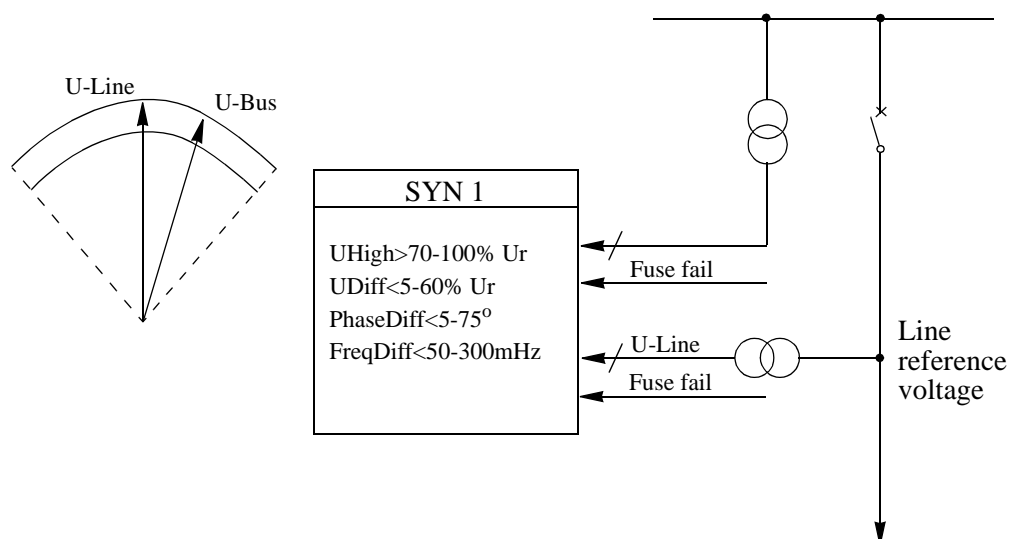 U-Line
U-Bus
SYN 1
UHigh>70-100% Ur
UDiff<5-60% Ur
PhaseDiff<5-75°
FreqDiff<50-300mHz
Fuse fail
U-Line
Fuse fail
Line
reference
voltage